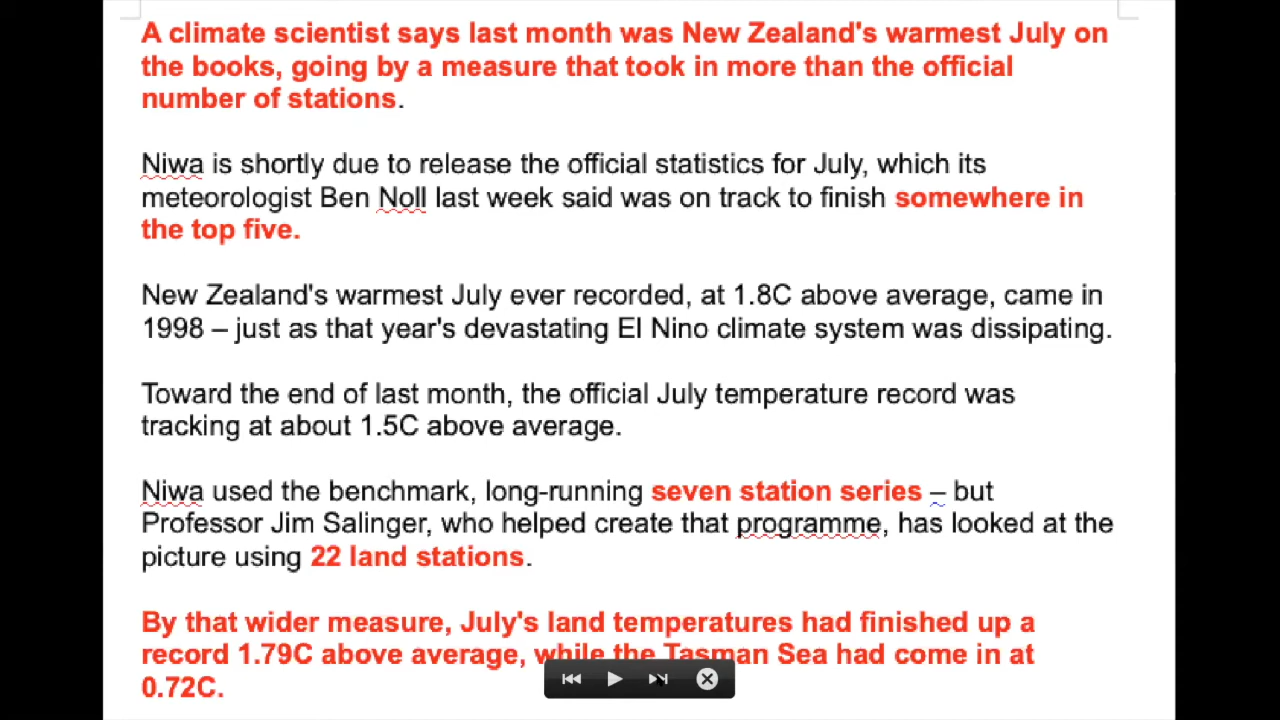 A climate scientist says last month was New Zealand's warmest July on
the books, going by a measure that took in more than the official
number of stations.
Niwa is shortly due to release the official statistics for July, which its
meteorologist Ben Noll last week said was on track to finish somewhere in
the top five.
New Zealand's warmest July ever recorded, at 1.8C above average, came in
1998 – just as that year's devastating El Nino climate system was dissipating.
Toward the end of last month, the official July temperature record was
tracking at about 1.5C above average.
Niwa used the benchmark, long-running seven station series – but
Professor Jim Salinger, who helped create that programme, has looked at the
picture using 22 land stations.
By that wider measure, July's land temperatures had finished up a
record 1.79C above average, while the Tasman Sea had come in at
0.72C.